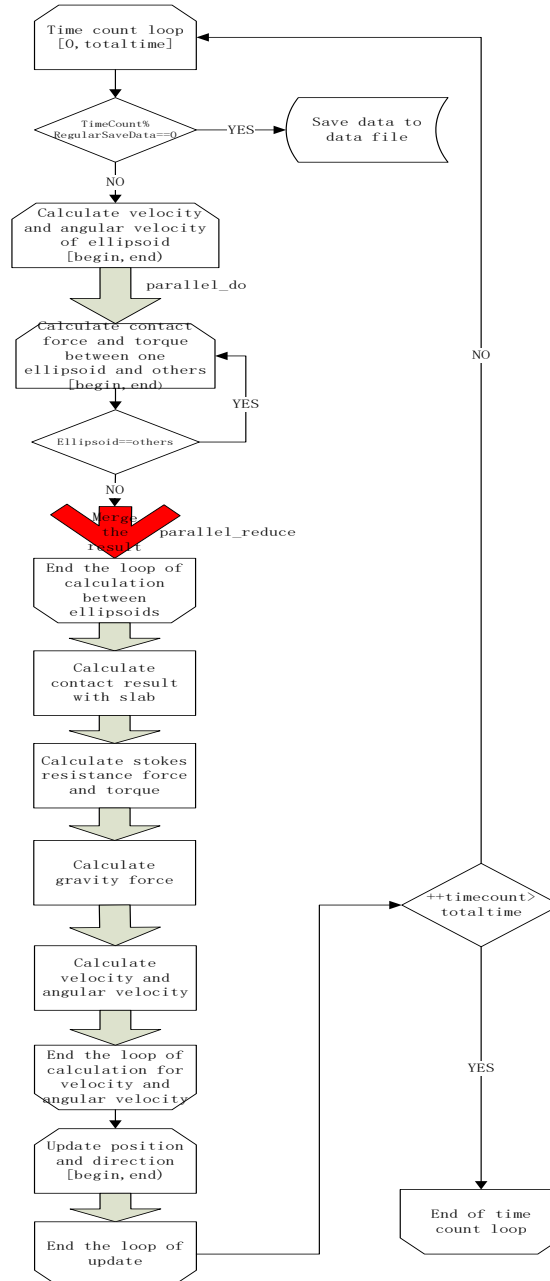 Time count loop
[0,totaltime]
TimeCount%
RegularSaveData==0
YES
Save data to
data file
NO
Calculate velocity
and angular velocity
of ellipsoid
[begin,end)
parallel_do
Calculate contact
force and torque
between one
ellipsoid and others
[begin,end)
YES
NO
Ellipsoid==others
NO
Merge
the
result
parallel_reduce
End the loop of
calculation
between
ellipsoids
Calculate
contact result
with slab
Calculate stokes
resistance force
and torque
Calculate
gravity force
++timecount>
totaltime
Calculate
velocity and
angular velocity
End the loop of
calculation for
velocity and
angular velocity
YES
Update position
and direction
[begin,end)
End the loop of
update
End of time
count loop